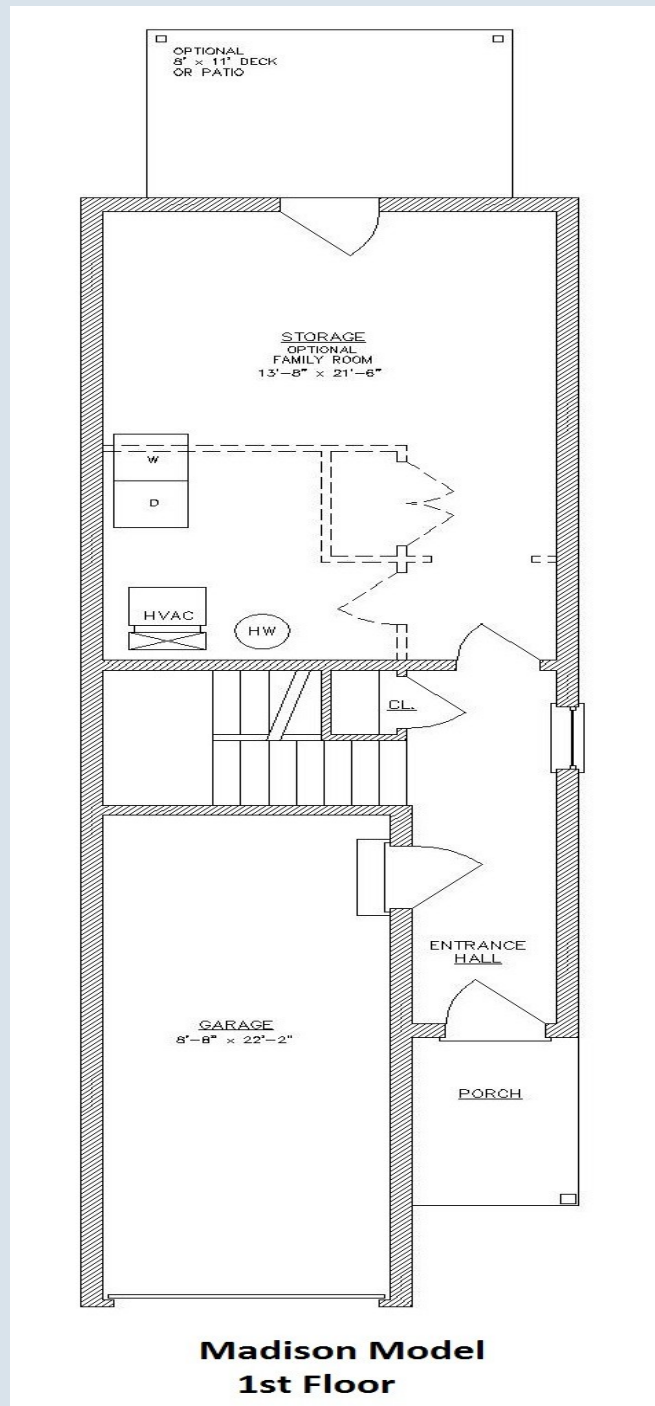 OPTIONAL
8' x 11' DECK
OR PATIO
STORAGE
OPTIONAL
FAMILY ROOM
13'-8" x 21'-6"
W
D
HVAC
HW
CL.
ENTRANCE
HALL
GARAGE
8'-8" x 22'-2"
PORCH
Madison Model
1st Floor